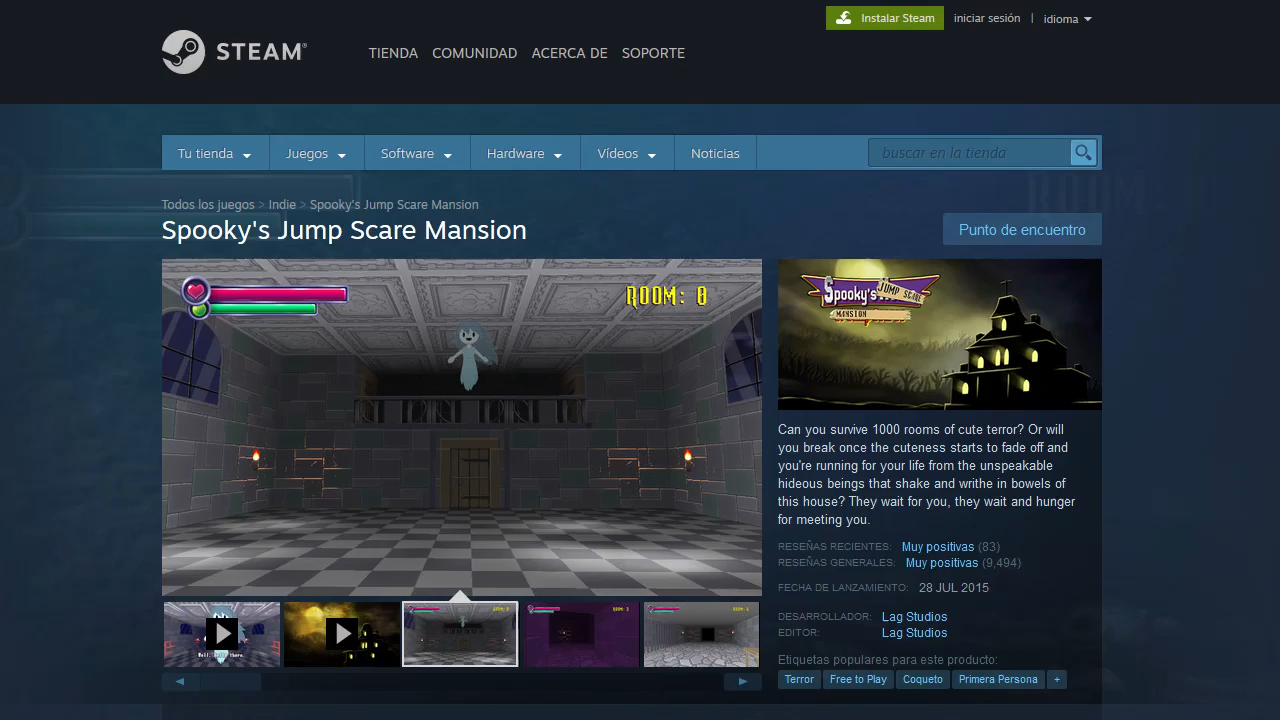 Instalar Steam
iniciar sesión | idioma
STEAM®
TIENDA COMUNIDAD ACERCA DE SOPORTE
Tu tienda Juegos Software Hardware Vídeos Noticias
buscar en la tienda
Todos los juegos > Indie > Spooky's Jump Scare Mansion
Spooky's Jump Scare Mansion
Punto de encuentro
ROOM: 0
Spooky's JUMP SCARE
MANSION
Can you survive 1000 rooms of cute terror? Or will
you break once the cuteness starts to fade off and
you're running for your life from the unspeakable
hideous beings that shake and writhe in bowels of
this house? They wait for you, they wait and hunger
for meeting you.
RESEÑAS RECIENTES: Muy positivas (83)
RESEÑAS GENERALES: Muy positivas (9,494)
FECHA DE LANZAMIENTO: 28 JUL 2015
DESARROLLADOR: Lag Studios
EDITOR: Lag Studios
Etiquetas populares para este producto:
Terror Free to Play Coqueto Primera Persona +